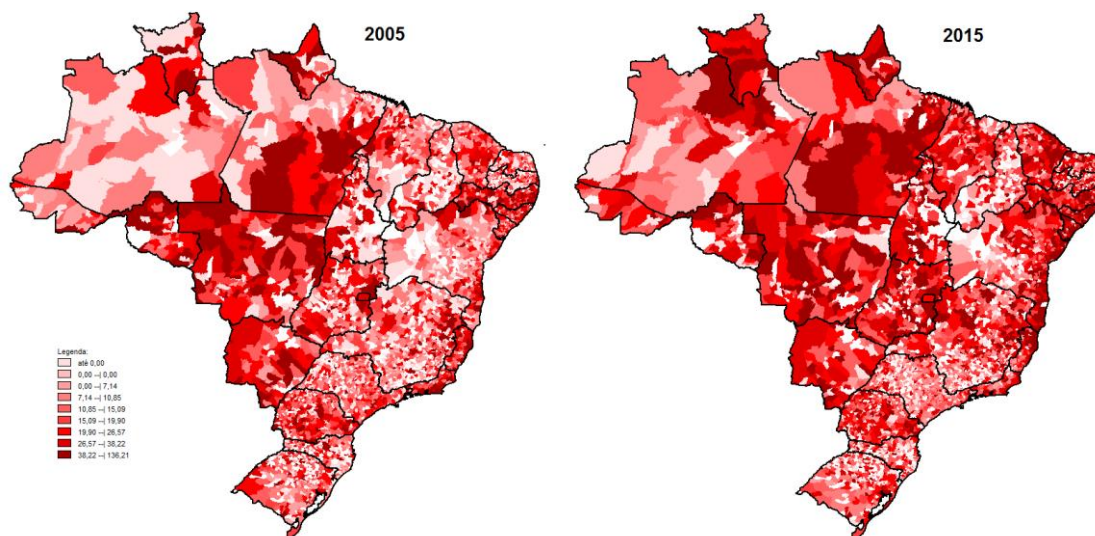 2005
2015
Legenda:
até 0,00
0,00 --| 0,00
0,00 --| 7,14
7,14 --| 10,85
10,85 --| 15,09
15,09 --| 19,90
19,90 --| 26,57
26,57 --| 38,22
38,22 --| 136,21